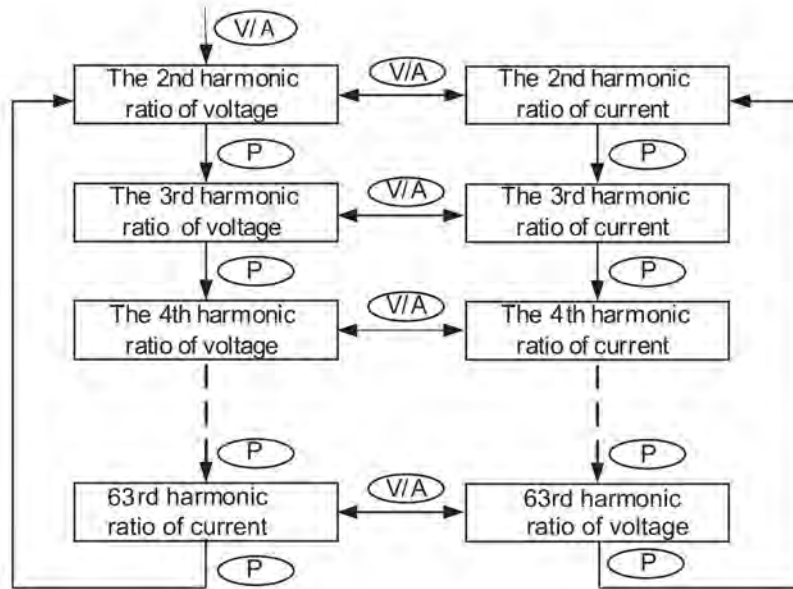 V/A
The 2nd harmonic
ratio of voltage
V/A
The 2nd harmonic
ratio of current
P
P
The 3rd harmonic
ratio of voltage
V/A
The 3rd harmonic
ratio of current
P
P
The 4th harmonic
ratio of voltage
V/A
The 4th harmonic
ratio of current
P
P
63rd harmonic
ratio of current
V/A
63rd harmonic
ratio of voltage
P
P